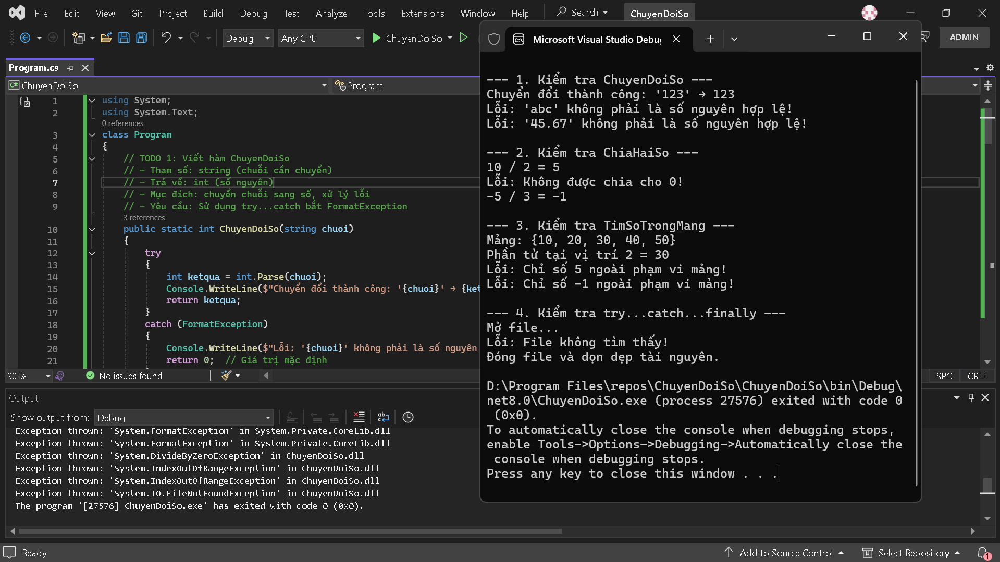 File Edit View Git Project Build Debug Test Analyze Tools Extensions Window Help Search ChuyenDoiSo
Debug Any CPU ChuyenDoiSo ADMIN
Program.cs
C# ChuyenDoiSo Program
1 using System;
2 using System.Text;
0 references
3 class Program
4 {
5 // TODO 1: Viết hàm ChuyenDoiSo
6 // - Tham số: string (chuỗi cần chuyển)
7 // - Trả về: int (số nguyên)
8 // - Mục đích: chuyển chuỗi sang số, xử lý lỗi
9 // - Yêu cầu: Sử dụng try...catch bắt FormatException
3 references
10 public static int ChuyenDoiSo(string chuoi)
11 {
12 try
13 {
14 int ketqua = int.Parse(chuoi);
15 Console.WriteLine($"Chuyển đổi thành công: '{chuoi}' → {ket
16 return ketqua;
17 }
18 catch (FormatException)
19 {
20 Console.WriteLine($"Lỗi: '{chuoi}' không phải là số nguyên
21 return 0; // Giá trị mặc định
90 % No issues found SPC CRLF
Output
Show output from: Debug
Exception thrown: 'System.FormatException' in System.Private.CoreLib.dll
Exception thrown: 'System.FormatException' in System.Private.CoreLib.dll
Exception thrown: 'System.DivideByZeroException' in ChuyenDoiSo.dll
Exception thrown: 'System.IndexOutOfRangeException' in ChuyenDoiSo.dll
Exception thrown: 'System.IndexOutOfRangeException' in ChuyenDoiSo.dll
Exception thrown: 'System.IO.FileNotFoundException' in ChuyenDoiSo.dll
The program '[27576] ChuyenDoiSo.exe' has exited with code 0 (0x0).
Microsoft Visual Studio Debug
--- 1. Kiểm tra ChuyenDoiSo ---
Chuyển đổi thành công: '123' → 123
Lỗi: 'abc' không phải là số nguyên hợp lệ!
Lỗi: '45.67' không phải là số nguyên hợp lệ!
--- 2. Kiểm tra ChiaHaiSo ---
10 / 2 = 5
Lỗi: Không được chia cho 0!
-5 / 3 = -1
--- 3. Kiểm tra TimSoTrongMang ---
Mảng: {10, 20, 30, 40, 50}
Phần tử tại vị trí 2 = 30
Lỗi: Chỉ số 5 ngoài phạm vi mảng!
Lỗi: Chỉ số -1 ngoài phạm vi mảng!
--- 4. Kiểm tra try...catch...finally ---
Mở file...
Lỗi: File không tìm thấy!
Đóng file và dọn dẹp tài nguyên.
D:\Program Files\repos\ChuyenDoiSo\ChuyenDoiSo\bin\Debug\
net8.0\ChuyenDoiSo.exe (process 27576) exited with code 0
(0x0).
To automatically close the console when debugging stops,
enable Tools->Options->Debugging->Automatically close the
console when debugging stops.
Press any key to close this window . . .
Ready Add to Source Control Select Repository 1